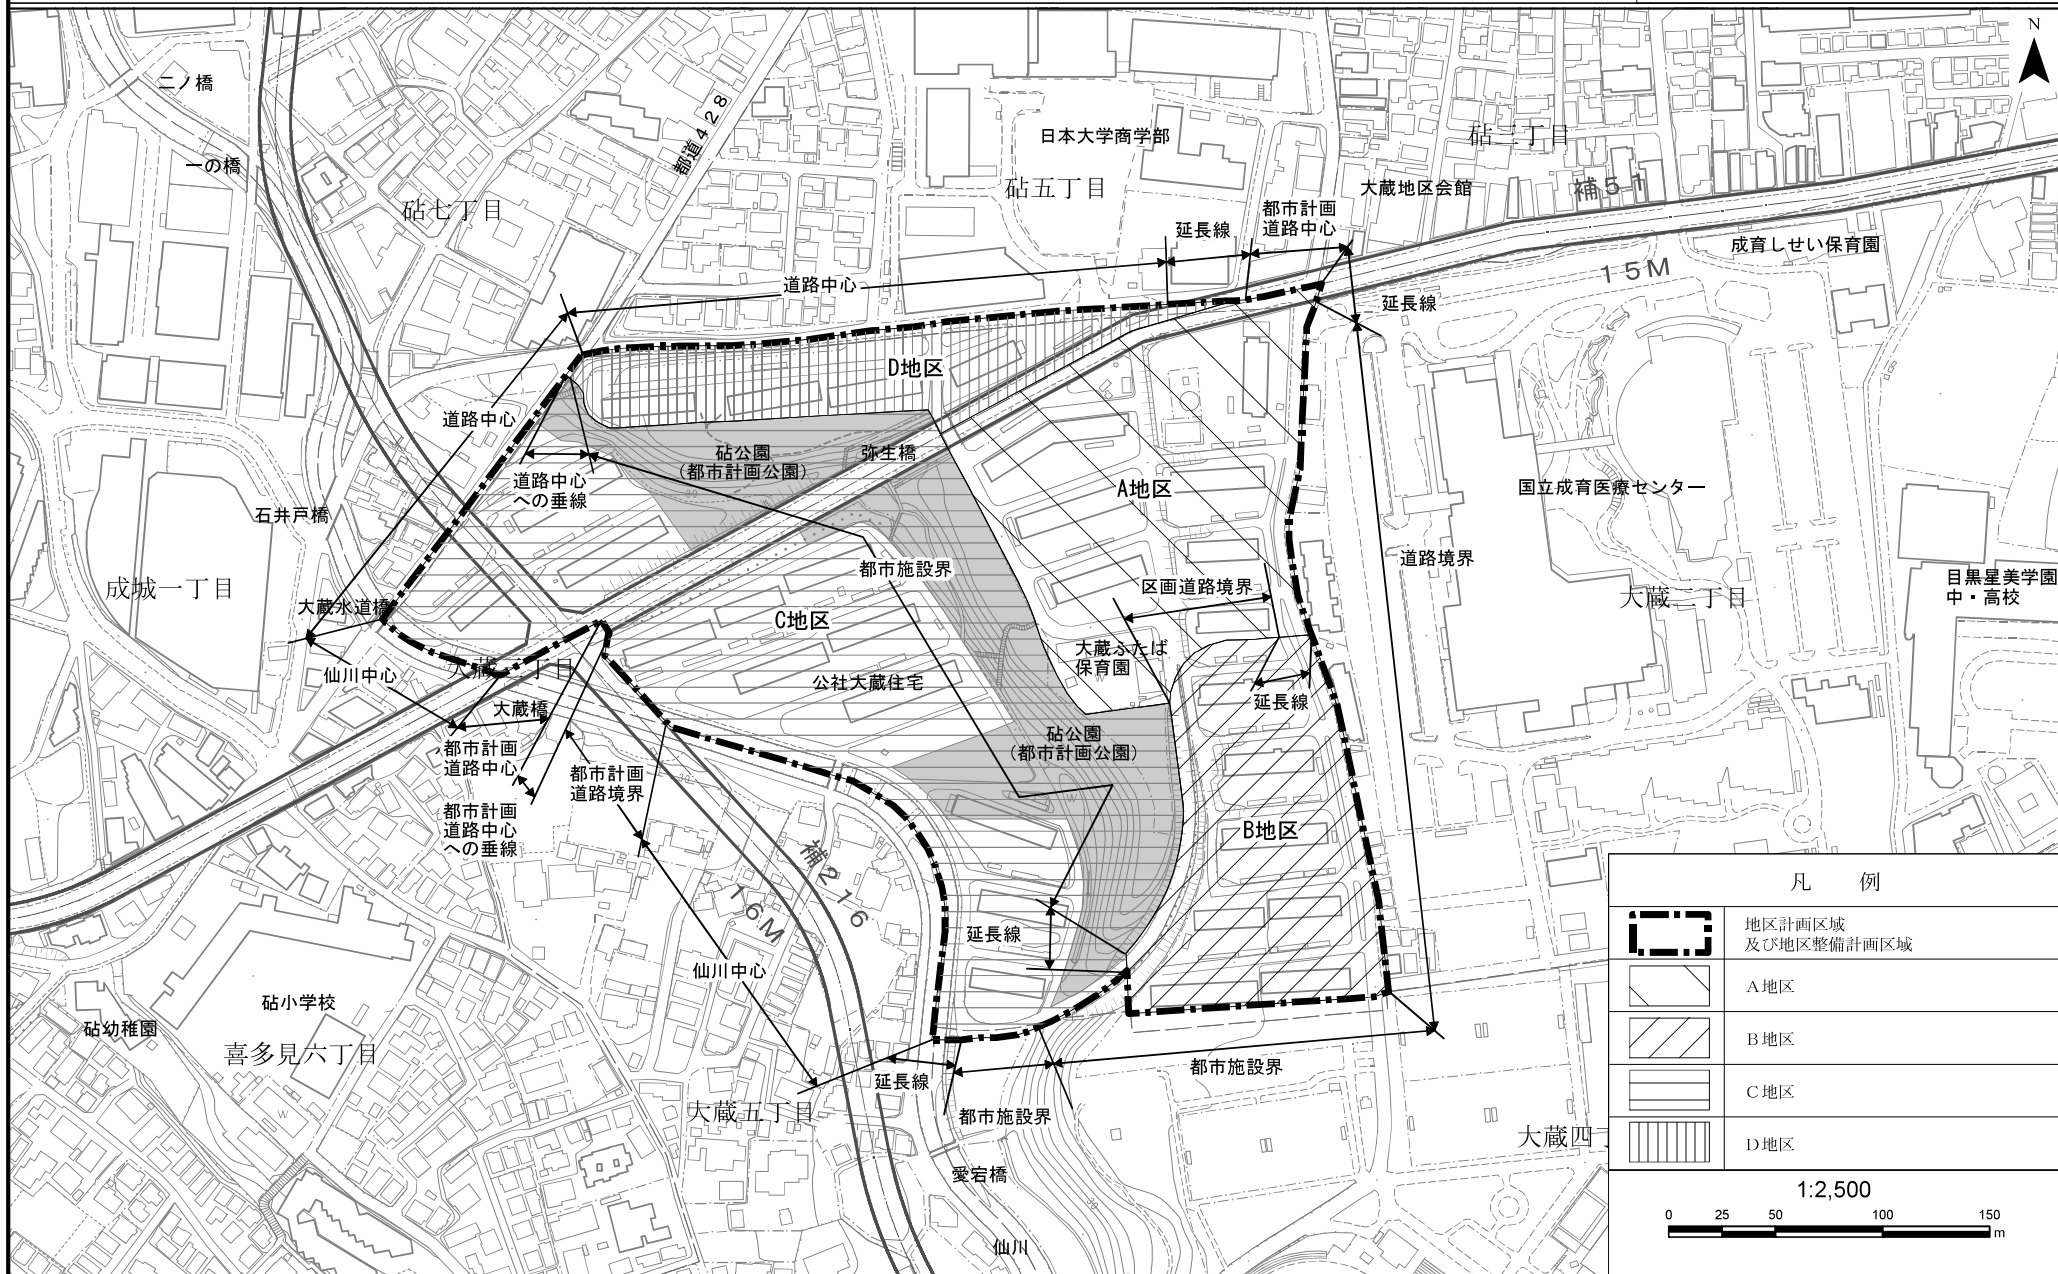 N
二ノ橋
一の橋
都道428
日本大学商学部
砧三丁目
砧五丁目
砧七丁目
大蔵地区会館
補51
都市計画
道路中心
延長線
成育しせい保育園
15M
道路中心
延長線
D地区
道路中心
砧公園
(都市計画公園)
弥生橋
道路中心
への垂線
A地区
国立成育医療センター
石井戸橋
都市施設界
道路境界
成城一丁目
区画道路境界
大蔵二丁目
目黒星美学園
中・高校
大蔵水道橋
C地区
大蔵ふたば
保育園
仙川中心
大蔵三丁目
公社大蔵住宅
延長線
大蔵橋
砧公園
(都市計画公園)
都市計画
道路中心
都市計画
道路境界
都市計画
道路中心
への垂線
B地区
補216
16M
延長線
仙川中心
砧小学校
砧幼稚園
喜多見六丁目
延長線
都市施設界
都市施設界
大蔵五丁目
大蔵四
愛宕橋
仙川
凡 例
地区計画区域
及び地区整備計画区域
A地区
B地区
C地区
D地区
1:2,500
0 25 50 100 150
m